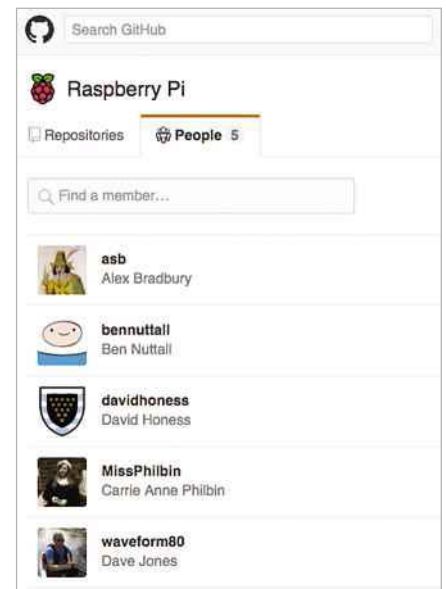 Search GitHub
Raspberry Pi
Repositories
People 5
Find a member...
asb
Alex Bradbury
bennuttall
Ben Nuttall
davidhoness
David Honess
MissPhilbin
Carrie Anne Philbin
waveform80
Dave Jones